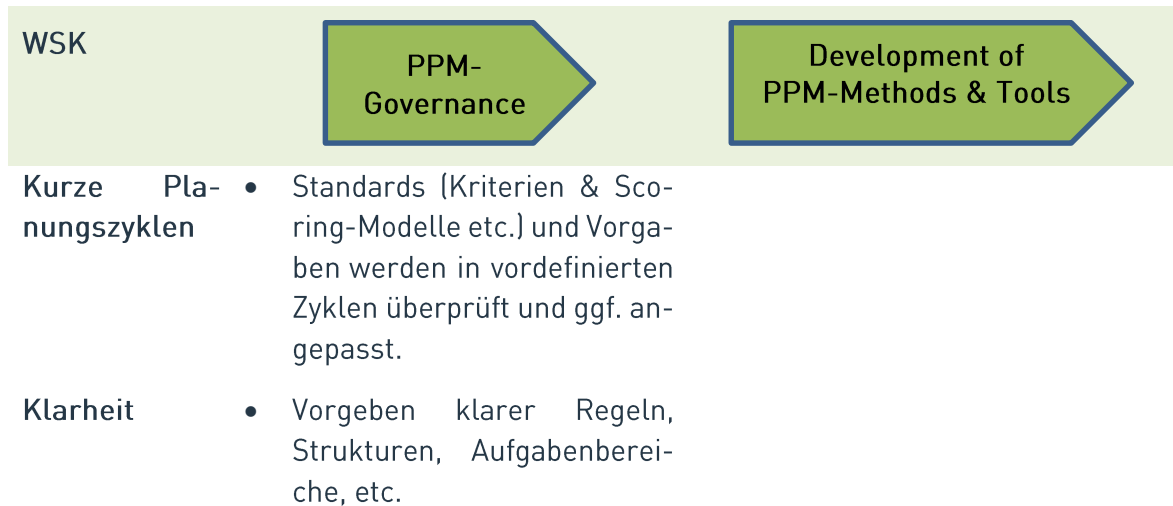 WSK
PPM-
Governance
Development of
PPM-Methods & Tools
Kurze Pla-
nungszyklen
• Standards (Kriterien & Sco-
ring-Modelle etc.) und Vorga-
ben werden in vordefinierten
Zyklen überprüft und ggf. an-
gepasst.
Klarheit
• Vorgeben klarer Regeln,
Strukturen, Aufgabenberei-
che, etc.